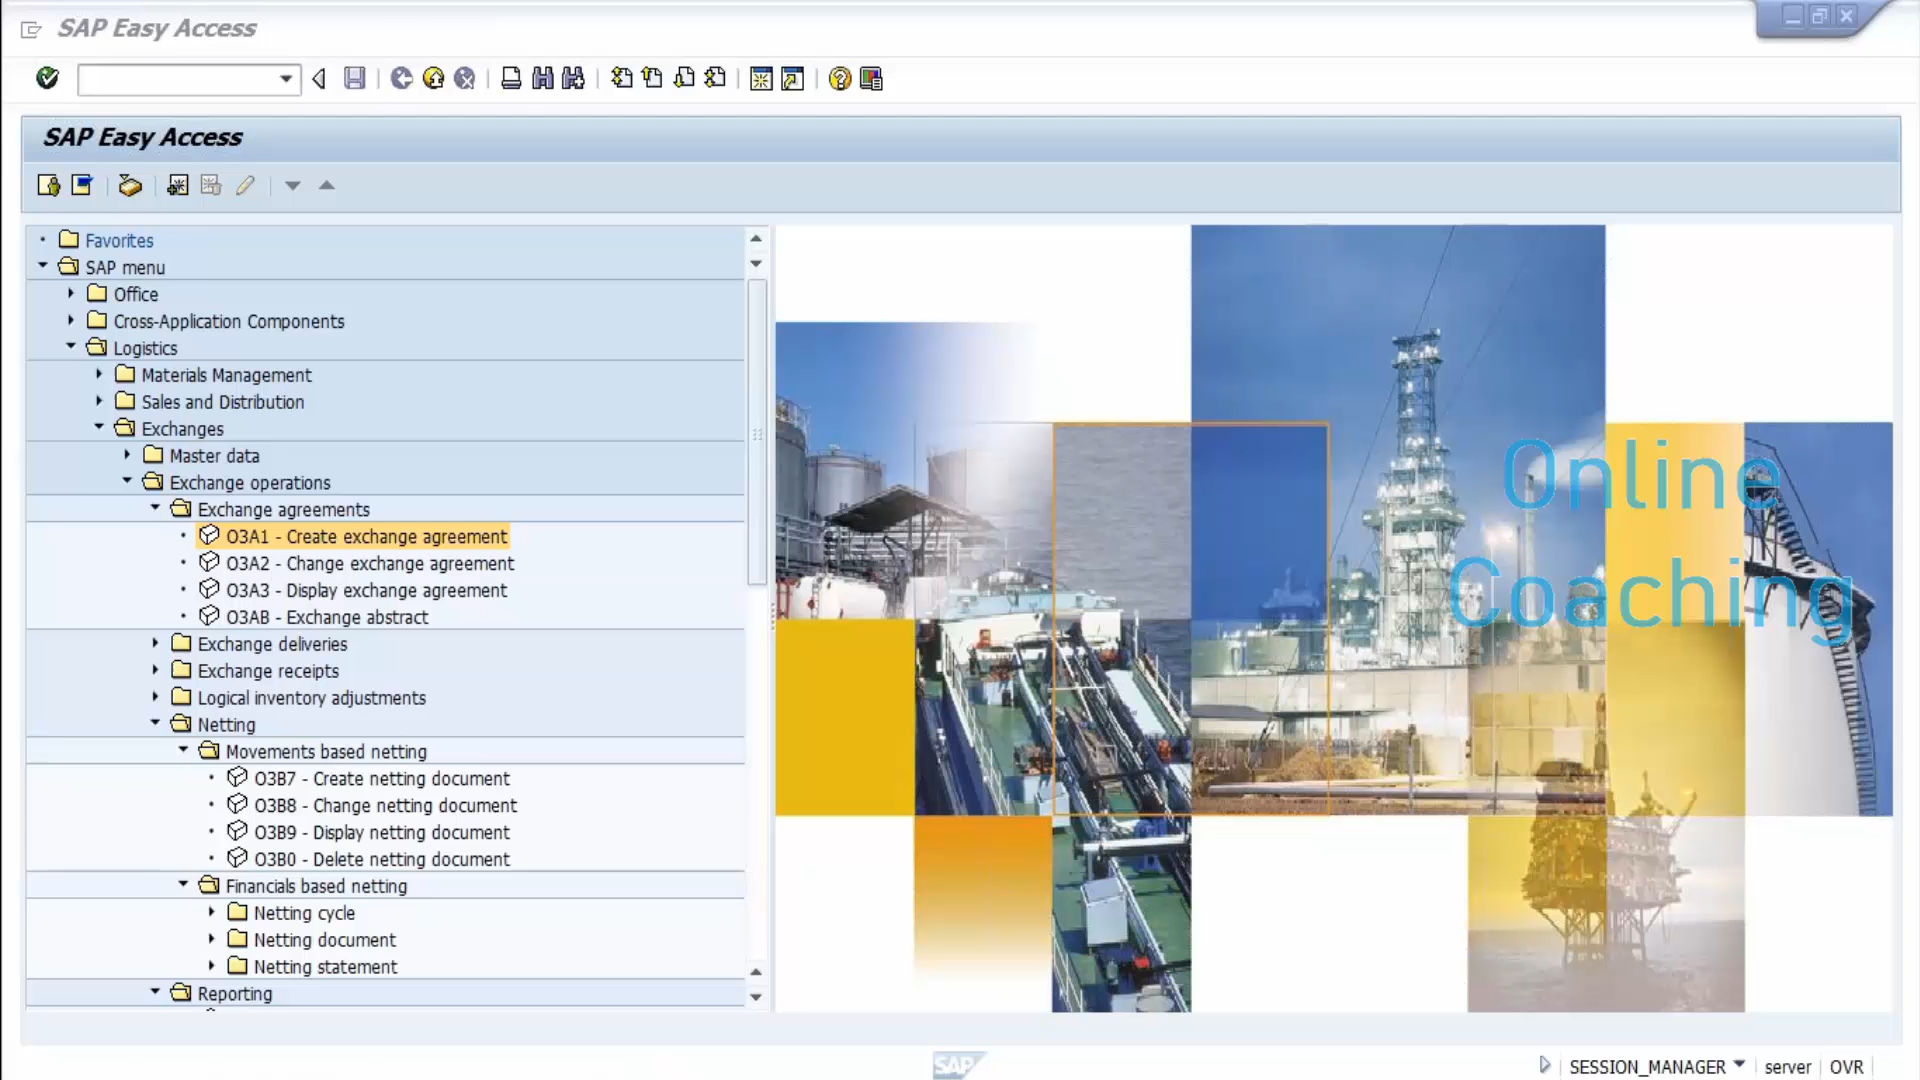 SAP Easy Access
SAP Easy Access
Favorites
SAP menu
Office
Cross-Application Components
Logistics
Materials Management
Sales and Distribution
Exchanges
Master data
Exchange operations
Exchange agreements
O3A1 - Create exchange agreement
O3A2 - Change exchange agreement
O3A3 - Display exchange agreement
O3AB - Exchange abstract
Exchange deliveries
Exchange receipts
Logical inventory adjustments
Netting
Movements based netting
O3B7 - Create netting document
O3B8 - Change netting document
O3B9 - Display netting document
O3B0 - Delete netting document
Financials based netting
Netting cycle
Netting document
Netting statement
Reporting
Online
Coaching
SAP
SESSION_MANAGER server OVR